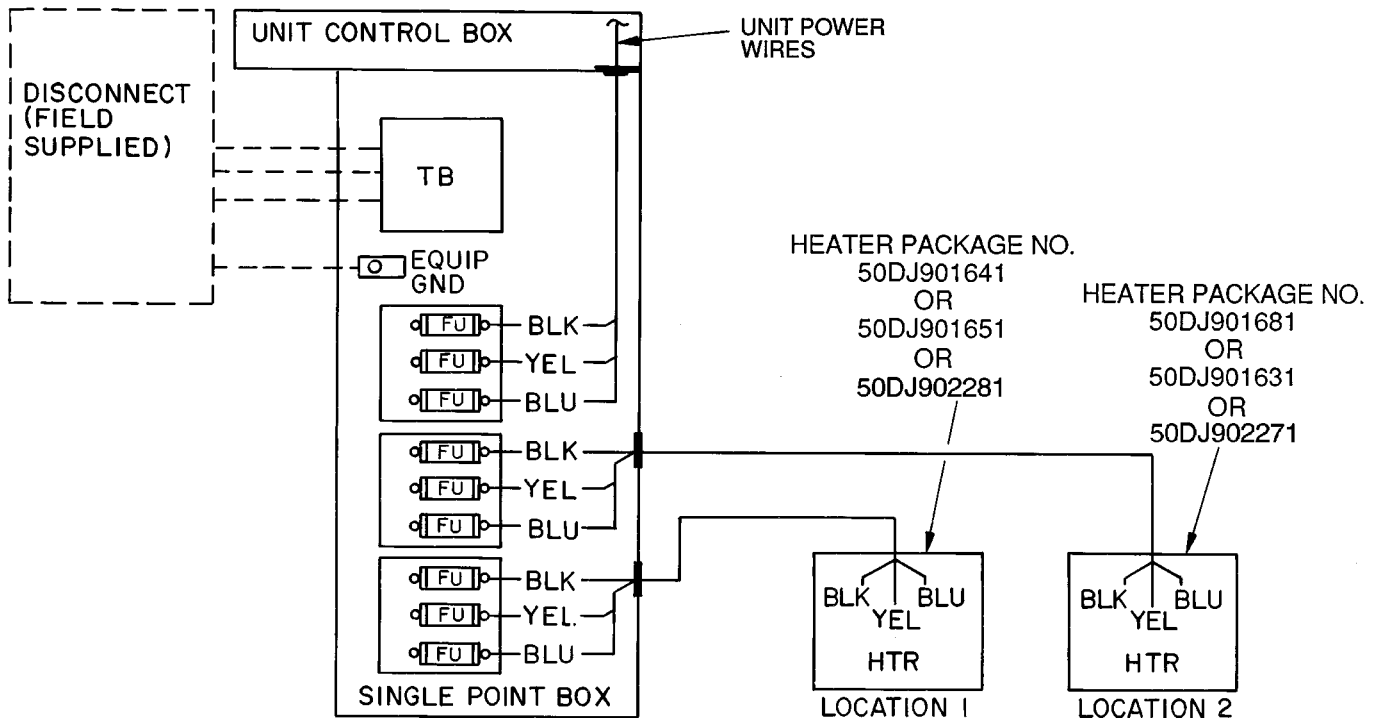 UNIT CONTROL BOX
UNIT POWER
WIRES
DISCONNECT
(FIELD
SUPPLIED)
TB
EQUIP
GND
HEATER PACKAGE NO.
50DJ901641
OR
50DJ901651
OR
50DJ902281
HEATER PACKAGE NO.
50DJ901681
OR
50DJ901631
OR
50DJ902271
FU BLK
FU YEL
FU BLU
FU BLK
FU YEL
FU BLU
FU BLK
FU YEL.
FU BLU
SINGLE POINT BOX
BLK
YEL
BLU
HTR
LOCATION 1
BLK
YEL
BLU
HTR
LOCATION 2